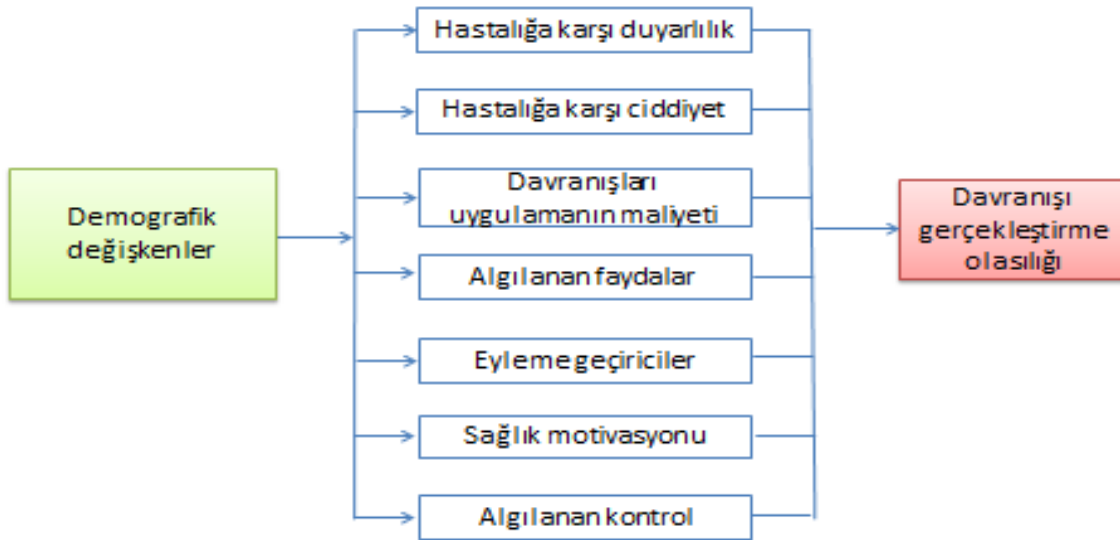 Demografik
değişkenler
Hastalığa karşı duyarlılık
Hastalığa karşı ciddiyet
Davranışları
uygulamanın maliyeti
Algılanan faydalar
Eyleme geçiriciler
Sağlık motivasyonu
Algılanan kontrol
Davranışı
gerçekleştirme
olasılığı